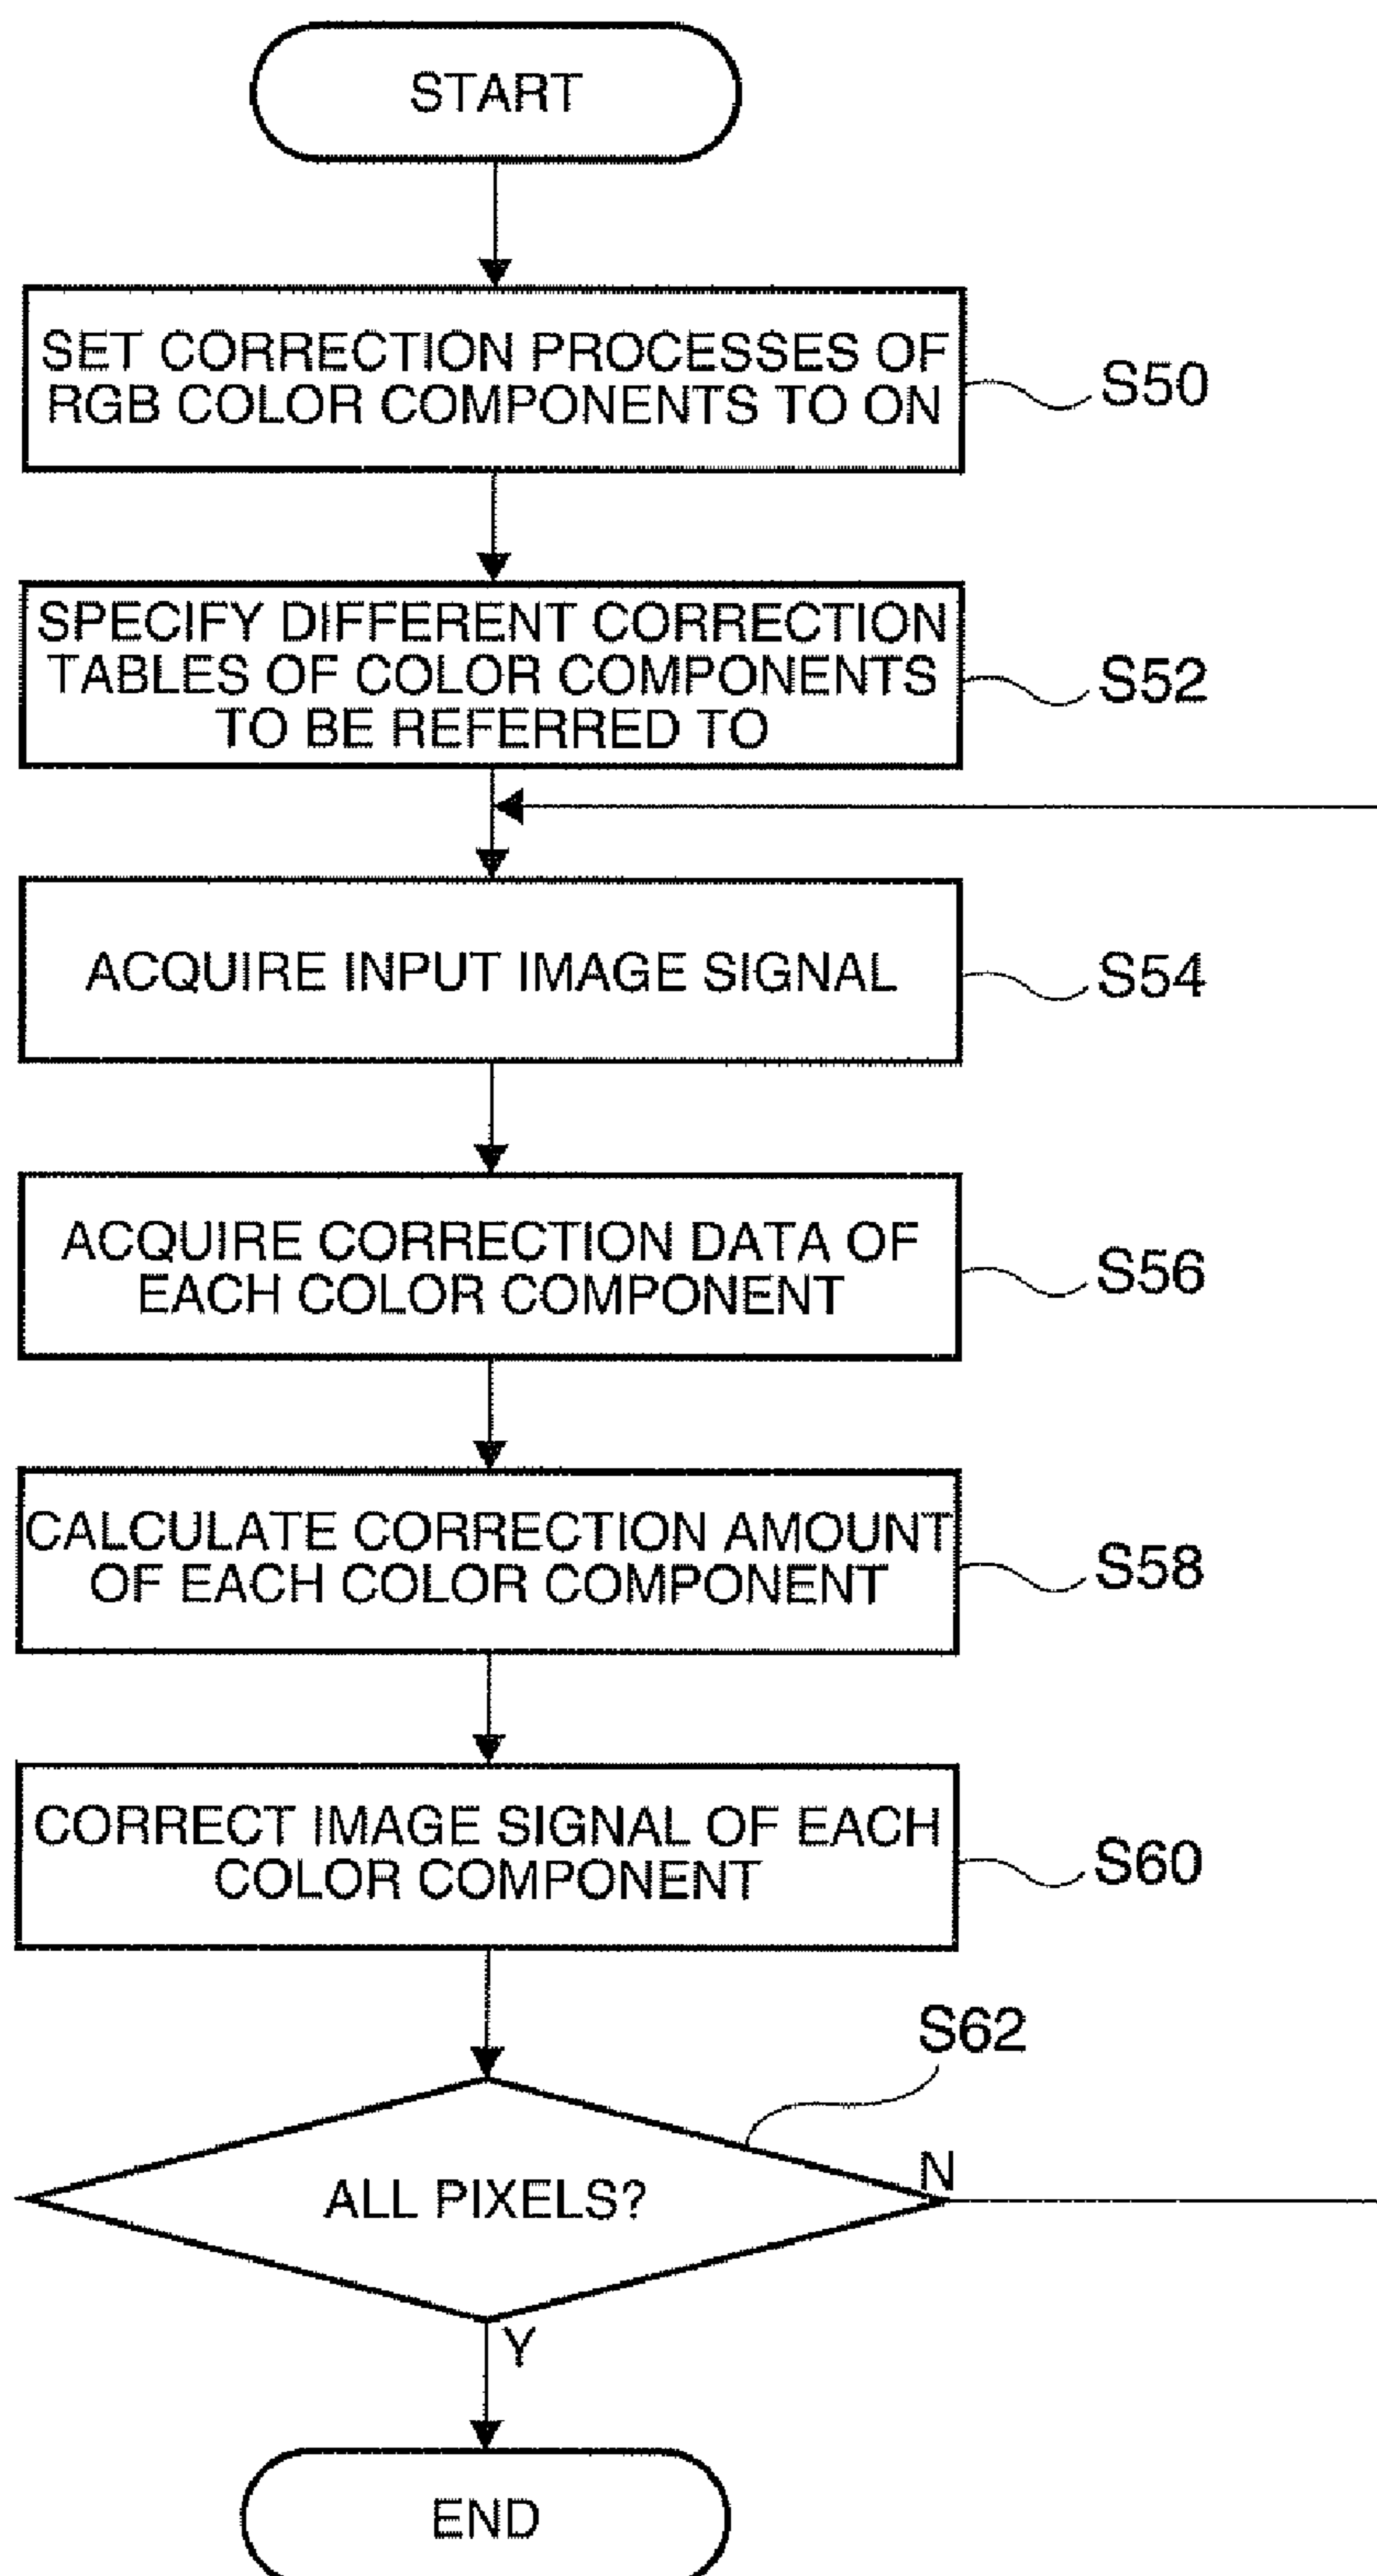 START
SET CORRECTION PROCESSES OF
RGB COLOR COMPONENTS TO ON
S50
SPECIFY DIFFERENT CORRECTION
TABLES OF COLOR COMPONENTS
TO BE REFERRED TO
S52
ACQUIRE INPUT IMAGE SIGNAL
S54
ACQUIRE CORRECTION DATA OF
EACH COLOR COMPONENT
S56
CALCULATE CORRECTION AMOUNT
OF EACH COLOR COMPONENT
S58
CORRECT IMAGE SIGNAL OF EACH
COLOR COMPONENT
S60
S62
ALL PIXELS?
N
Y
END